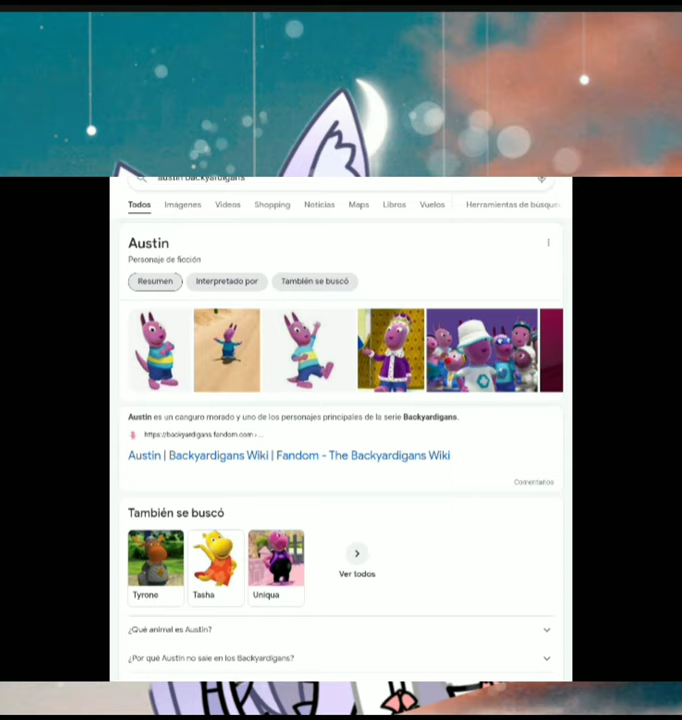 austin backyardigans
Todos Imágenes Videos Shopping Noticias Maps Libros Vuelos Herramientas de búsque
Austin
Personaje de ficción
Resumen Interpretado por También se buscó
Austin es un canguro morado y uno de los personajes principales de la serie Backyardigans.
https://backyardigans.fandom.com › ...
Austin | Backyardigans Wiki | Fandom - The Backyardigans Wiki
Comentarios
También se buscó
Ver todos
Tyrone Tasha Uniqua
¿Qué animal es Austin?
¿Por qué Austin no sale en los Backyardigans?